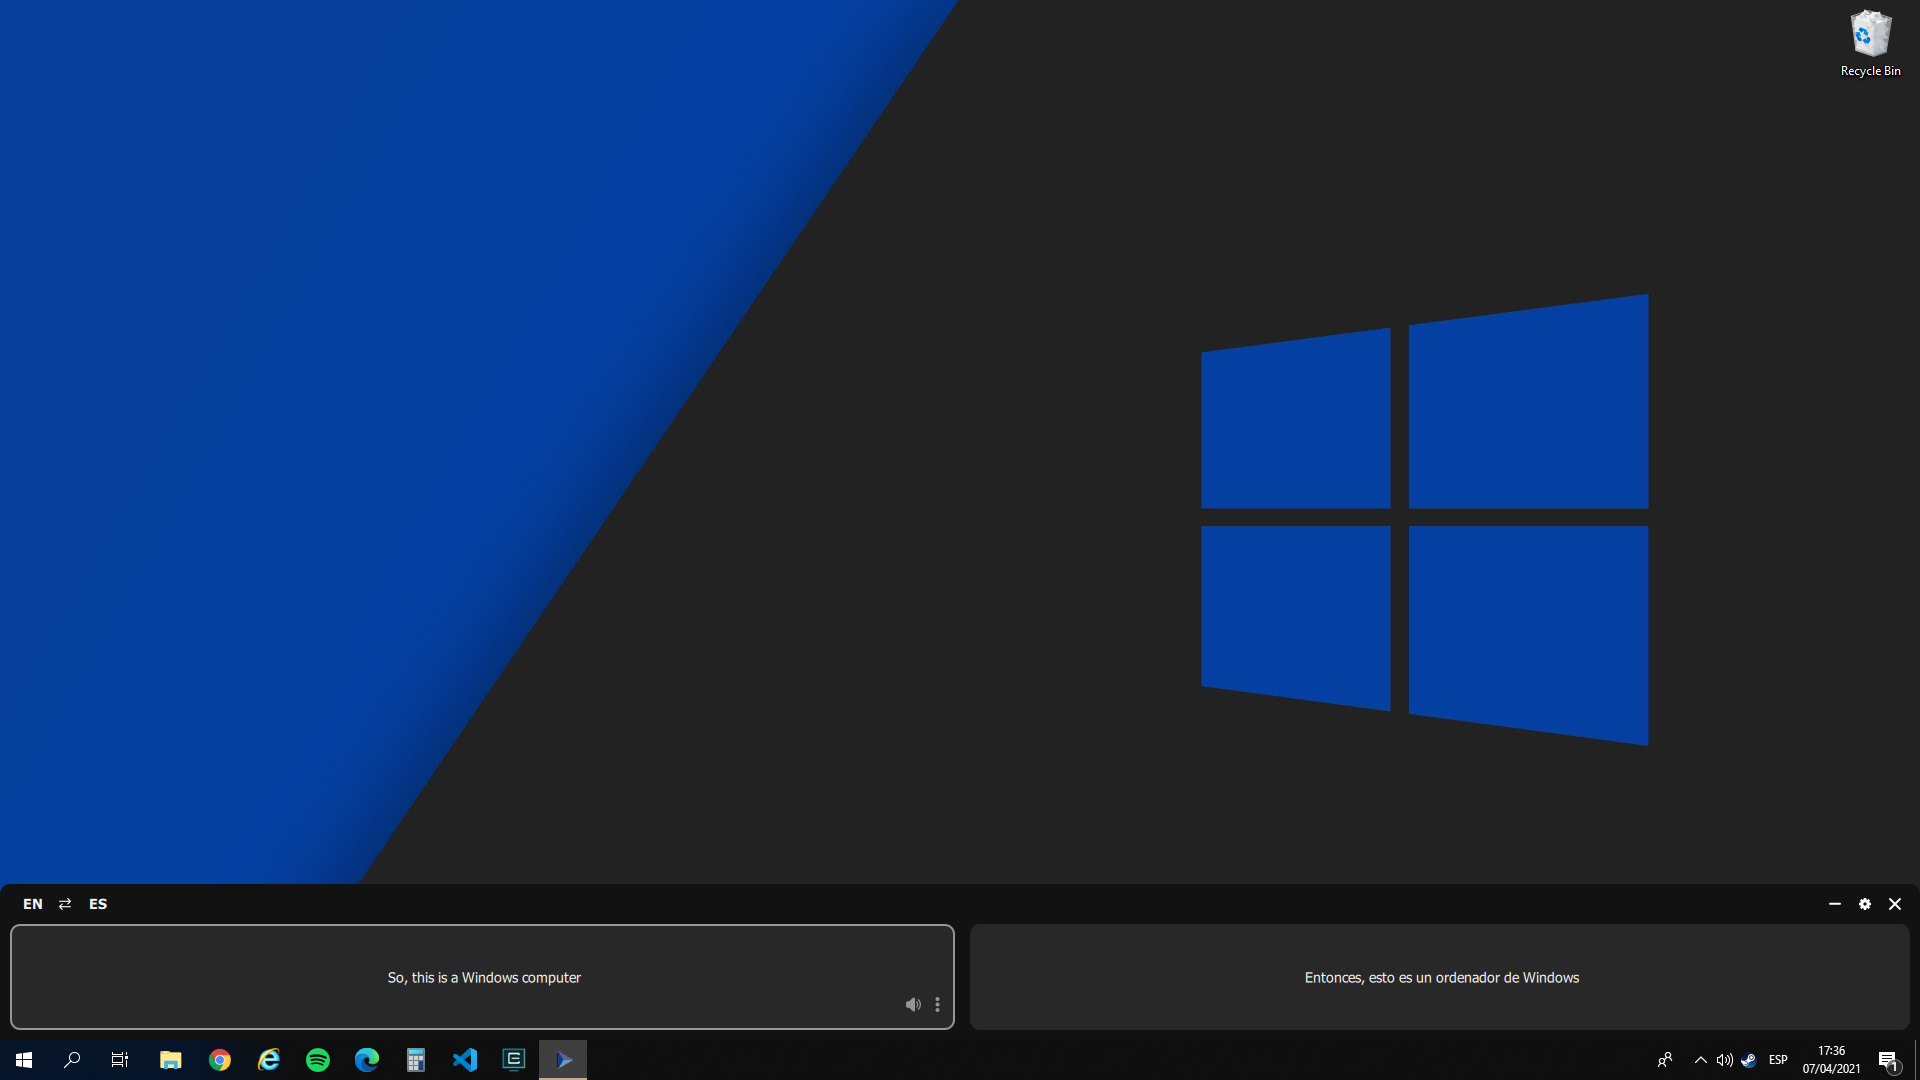 Recycle Bin
EN ⇄ ES
So, this is a Windows computer
Entonces, esto es un ordenador de Windows
ESP
17:36
07/04/2021
1